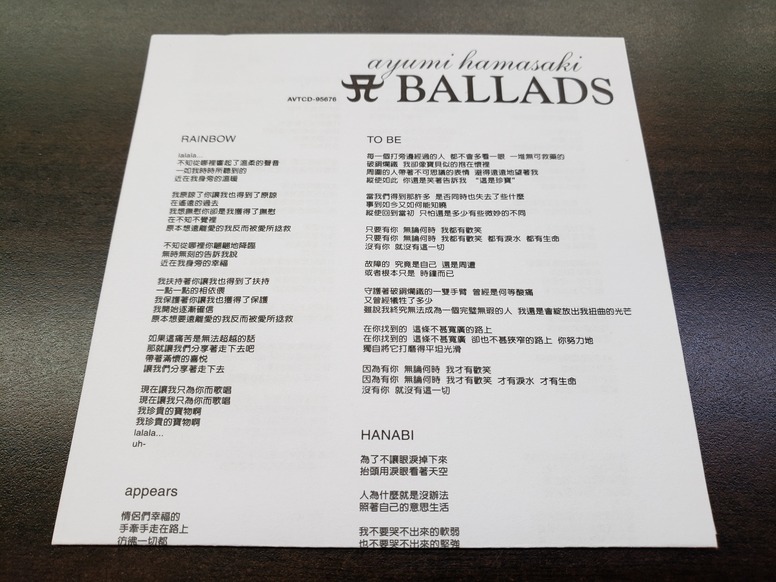 ayumi hamasaki
AVTCD-95676
A BALLADS
RAINBOW
lalala...
不知從哪裡響起了溫柔的聲音
一如我時時所聽到的
近在我身旁的溫暖
我原諒了你讓我也得到了原諒
在遙遠的過去
我想撫慰你卻是我獲得了撫慰
在不知不覺裡
原本想遠離愛的我反而被愛所拯救
不知從哪裡你翩翩地降臨
無時無刻的告訴我說
近在我身旁的幸福
我扶持著你讓我也得到了扶持
一點一點的相依偎
我保護著你讓我也獲得了保護
我開始逐漸確信
原本想要遠離愛的我反而被愛所拯救
如果這痛苦是無法超越的話
那就讓我們分享著走下去吧
帶著滿懷的喜悅
讓我們分享著走下去
現在讓我只為你而歌唱
現在讓我只為你而歌唱
我珍貴的寶物啊
我珍貴的寶物啊
lalala...
uh-
appears
情侶們幸福的
手牽手走在路上
彷彿一切都
TO BE
每一個打旁邊經過的人 都不會多看一眼 一堆無可救藥的
破銅爛鐵 我卻像寶貝似的抱在懷裡
周圍的人帶著不可思議的表情 避得遠遠地望著我
縱使如此 你還是笑著告訴我 “這是珍寶”
當我們得到那許多 是否同時也失去了些什麼
事到如今又如何能知曉
縱使回到當初 只怕還是多少有些微妙的不同
只要有你 無論何時 我都有歡笑
只要有你 無論何時 我都有歡笑 都有淚水 都有生命
沒有你 就沒有這一切
故障的 究竟是自己 還是周遭
或者根本只是 時鐘而已
守護著破銅爛鐵的一雙手臂 曾經是何等酸痛
又曾經犧牲了多少
雖說我終究無法成為一個完璧無瑕的人 我還是會綻放出我扭曲的光芒
在你找到的 這條不甚寬廣的路上
在你找到的 這條不甚寬廣 卻也不甚狹窄的路上 你努力地
獨自將它打磨得平坦光滑
因為有你 無論何時 我才有歡笑
因為有你 無論何時 我才有歡笑 才有淚水 才有生命
沒有你 就沒有這一切
HANABI
為了不讓眼淚掉下來
抬頭用淚眼看著天空
人為什麼就是沒辦法
照著自己的意思生活
我不要哭不出來的軟弱
也不要哭不出來的堅強